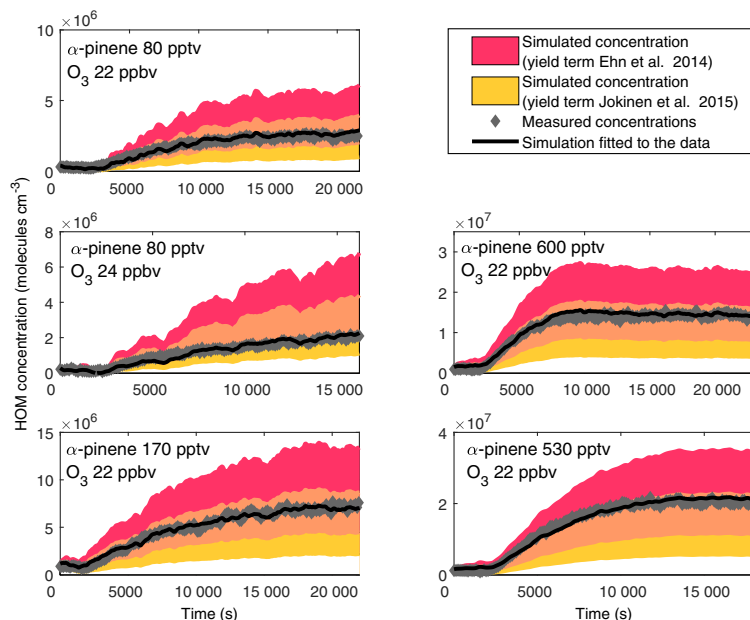 ×10⁶
α-pinene 80 pptv
O₃ 22 ppbv
10
5
0
0 5000 10 000 15 000 20 000
Simulated concentration
(yield term Ehn et al. 2014)
Simulated concentration
(yield term Jokinen et al. 2015)
Measured concentrations
Simulation fitted to the data
HOM concentration (molecules cm⁻³)
×10⁶
α-pinene 80 pptv
O₃ 24 ppbv
8
6
4
2
0
0 5000 10 000 15 000
×10⁷
α-pinene 600 pptv
O₃ 22 ppbv
3
2
1
0
0 5000 10 000 15 000 20 000
×10⁶
α-pinene 170 pptv
O₃ 22 ppbv
15
10
5
0
0 5000 10 000 15 000 20 000
Time (s)
×10⁷
α-pinene 530 pptv
O₃ 22 ppbv
4
2
0
0 5000 10 000 15 000
Time (s)